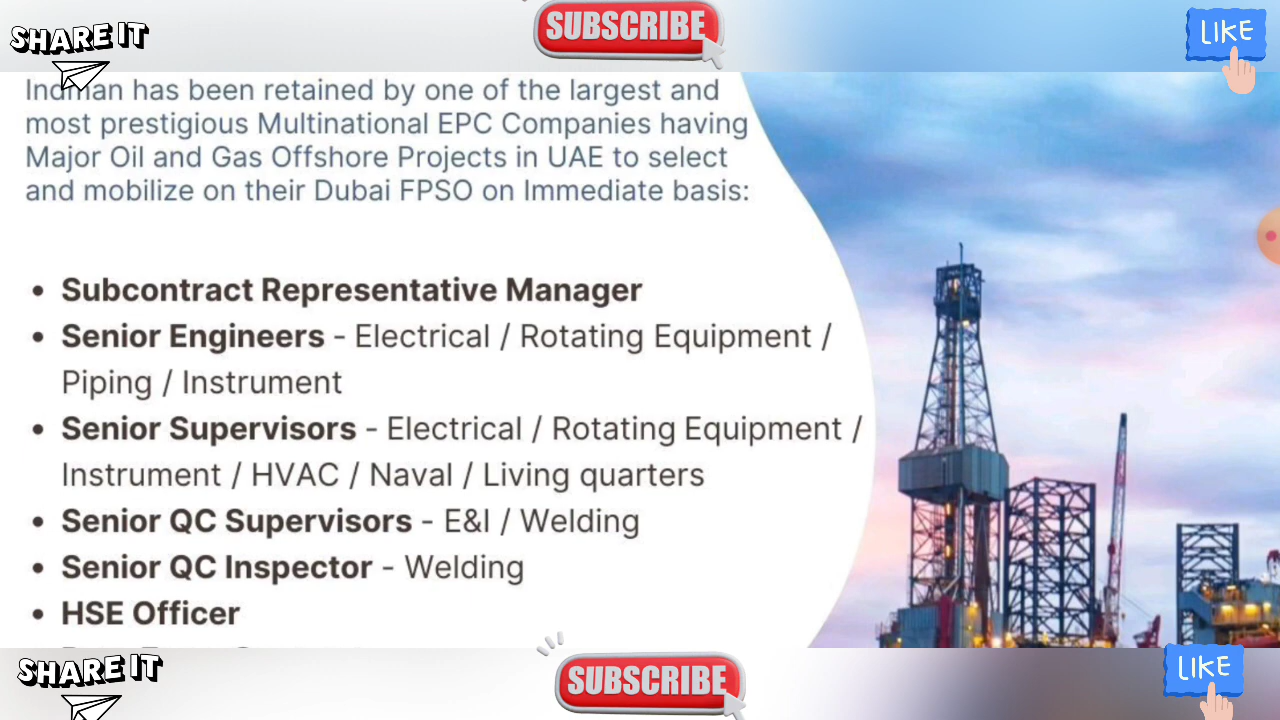 SHARE IT
SUBSCRIBE
LIKE
Indman has been retained by one of the largest and
most prestigious Multinational EPC Companies having
Major Oil and Gas Offshore Projects in UAE to select
and mobilize on their Dubai FPSO on Immediate basis:
• Subcontract Representative Manager
• Senior Engineers - Electrical / Rotating Equipment /
Piping / Instrument
• Senior Supervisors - Electrical / Rotating Equipment /
Instrument / HVAC / Naval / Living quarters
• Senior QC Supervisors - E&I / Welding
• Senior QC Inspector - Welding
• HSE Officer
SHARE IT
SUBSCRIBE
LIKE